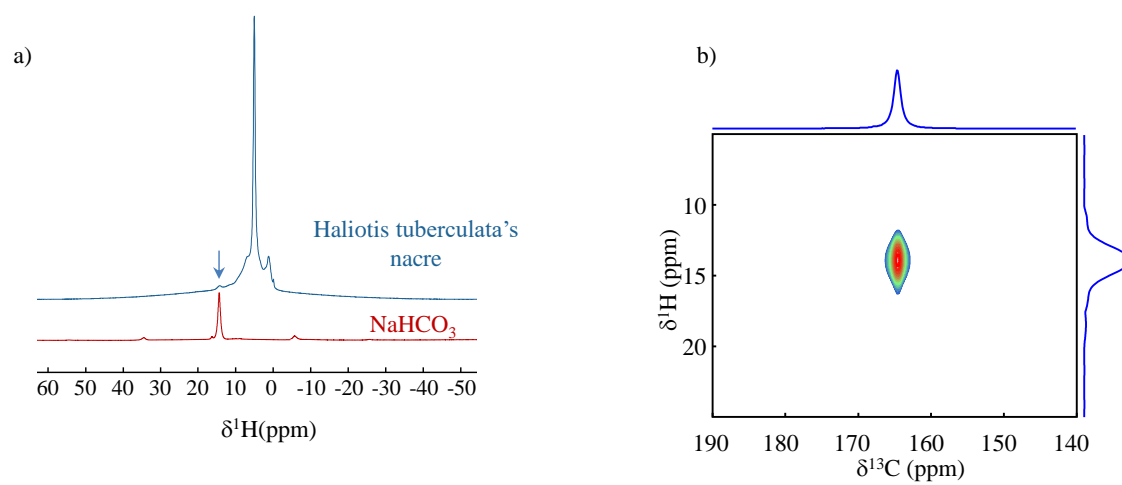 a)
Haliotis tuberculata's
nacre
NaHCO₃
60 50 40 30 20 10 0 -10 -20 -30 -40 -50
δ¹H(ppm)
b)
10
15
20
δ¹H (ppm)
190 180 170 160 150 140
δ¹³C (ppm)